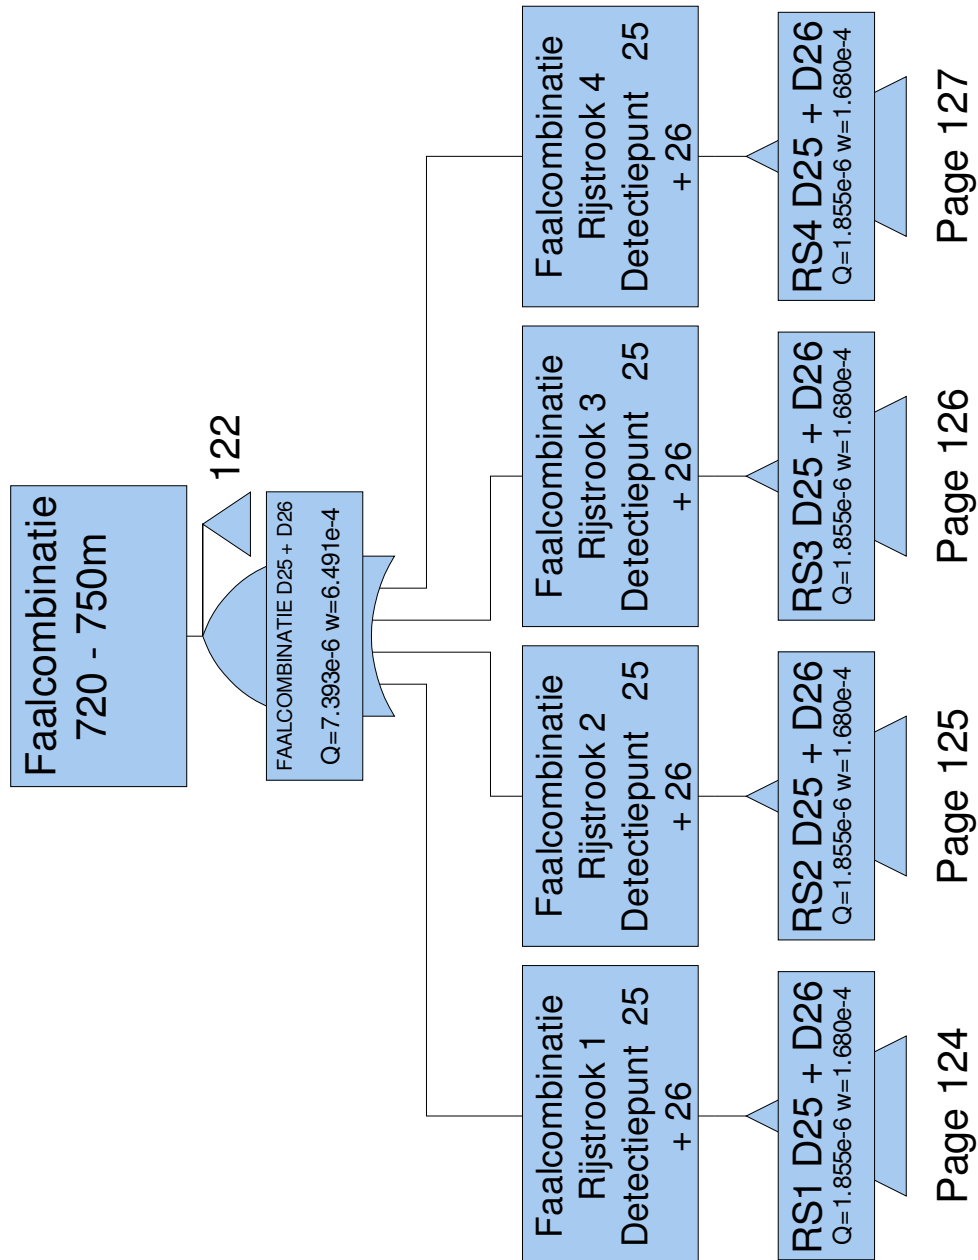 Faalcombinatie
720 - 750m
122
FAALCOMBINATIE D25 + D26
Q=7.393e-6 w=6.491e-4
Faalcombinatie
Rijstrook 1
Detectiepunt 25
+ 26
RS1 D25 + D26
Q=1.855e-6 w=1.680e-4
Page 124
Faalcombinatie
Rijstrook 2
Detectiepunt 25
+ 26
RS2 D25 + D26
Q=1.855e-6 w=1.680e-4
Page 125
Faalcombinatie
Rijstrook 3
Detectiepunt 25
+ 26
RS3 D25 + D26
Q=1.855e-6 w=1.680e-4
Page 126
Faalcombinatie
Rijstrook 4
Detectiepunt 25
+ 26
RS4 D25 + D26
Q=1.855e-6 w=1.680e-4
Page 127